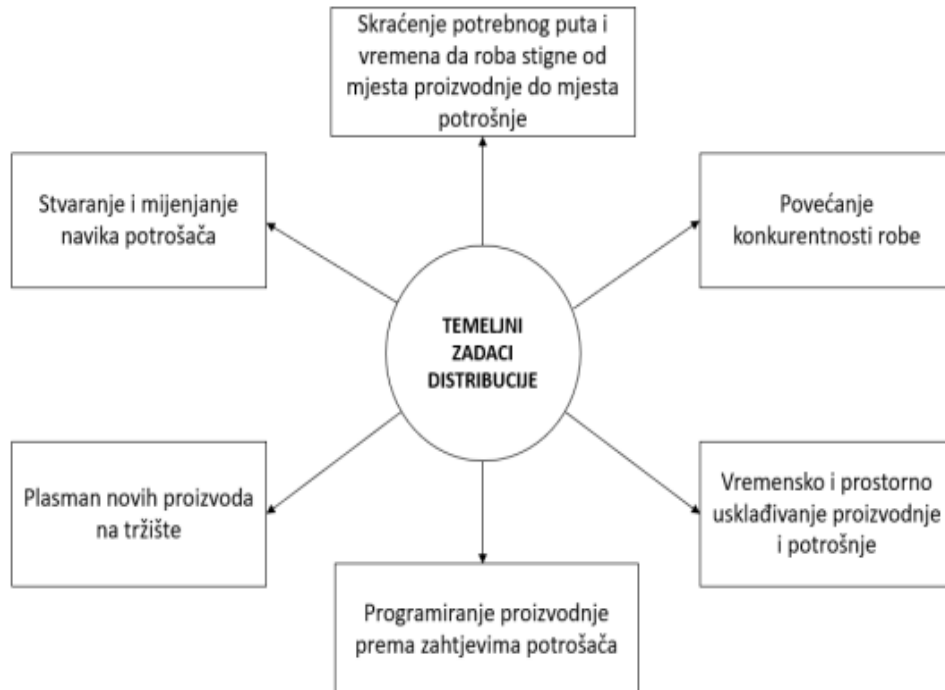 Skraćenje potrebnog puta i
vremena da roba stigne od
mjesta proizvodnje do mjesta
potrošnje
Stvaranje i mijenjanje
navika potrošača
Povećanje
konkurentnosti robe
TEMELJNI
ZADACI
DISTRIBUCIJE
Plasman novih proizvoda
na tržište
Vremensko i prostorno
usklađivanje proizvodnje
i potrošnje
Programiranje proizvodnje
prema zahtjevima potrošača